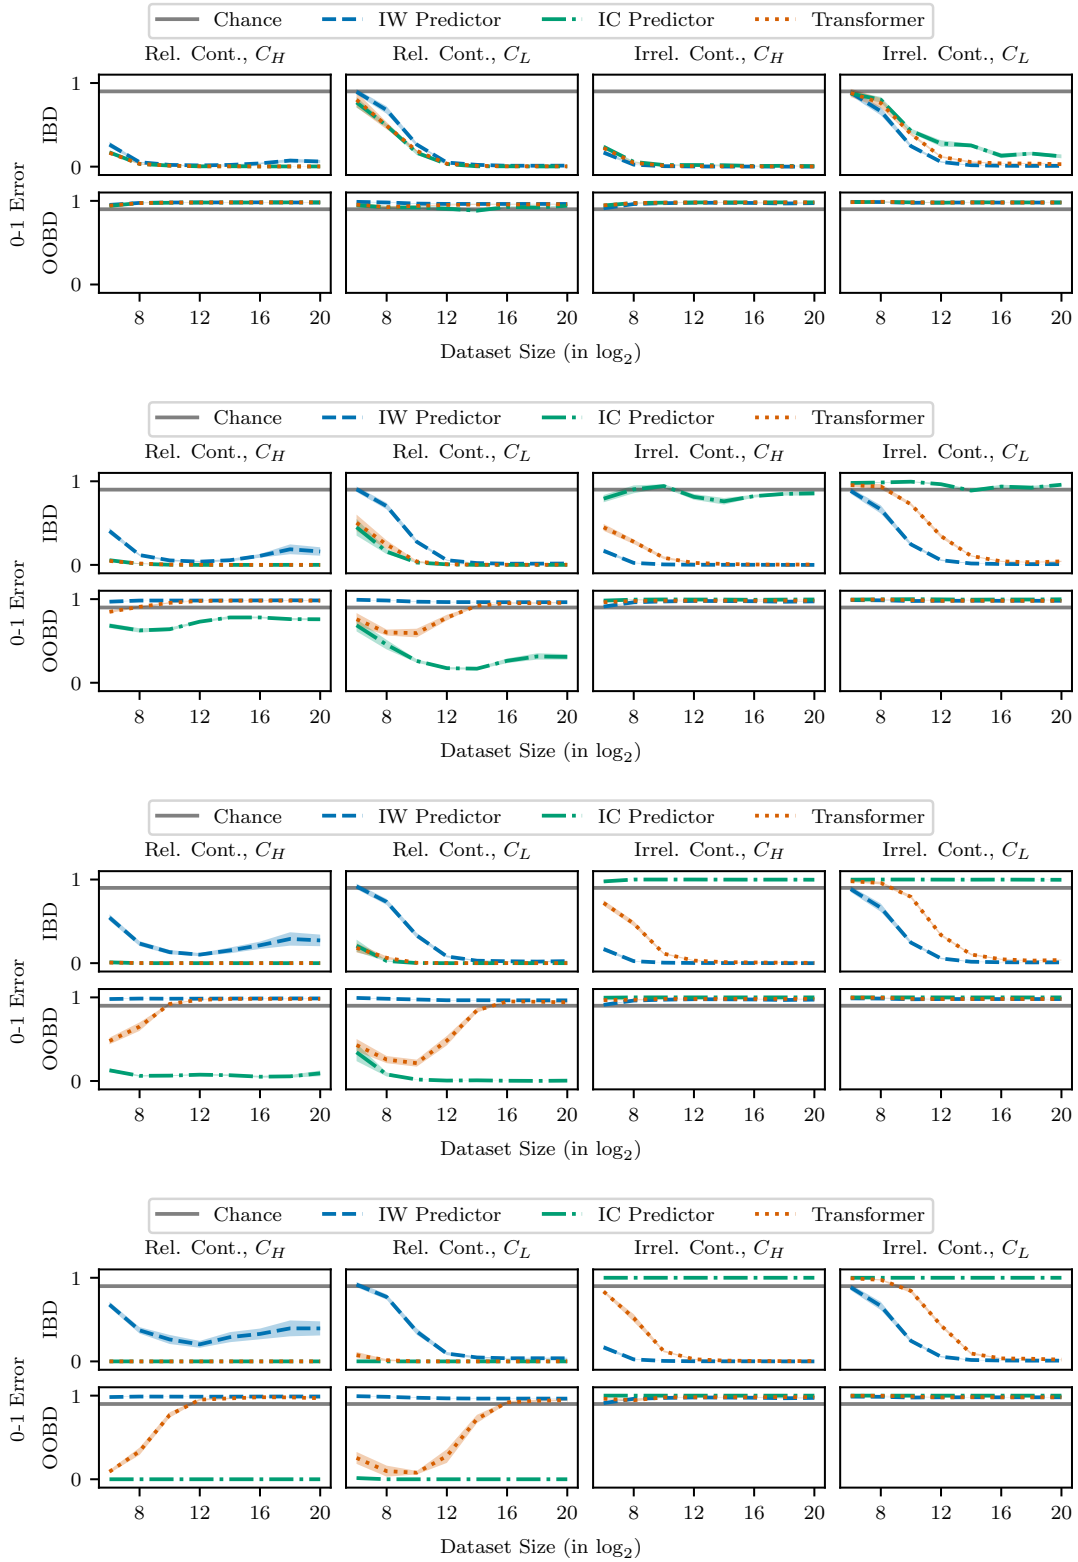 Chance IW Predictor IC Predictor Transformer
Rel. Cont., C_H Rel. Cont., C_L Irrel. Cont., C_H Irrel. Cont., C_L
0-1 Error
IBD
1
0
OOBD
1
0
8 12 16 20 8 12 16 20 8 12 16 20 8 12 16 20
Dataset Size (in log₂)
Chance IW Predictor IC Predictor Transformer
Rel. Cont., C_H Rel. Cont., C_L Irrel. Cont., C_H Irrel. Cont., C_L
0-1 Error
IBD
1
0
OOBD
1
0
8 12 16 20 8 12 16 20 8 12 16 20 8 12 16 20
Dataset Size (in log₂)
Chance IW Predictor IC Predictor Transformer
Rel. Cont., C_H Rel. Cont., C_L Irrel. Cont., C_H Irrel. Cont., C_L
0-1 Error
IBD
1
0
OOBD
1
0
8 12 16 20 8 12 16 20 8 12 16 20 8 12 16 20
Dataset Size (in log₂)
Chance IW Predictor IC Predictor Transformer
Rel. Cont., C_H Rel. Cont., C_L Irrel. Cont., C_H Irrel. Cont., C_L
0-1 Error
IBD
1
0
OOBD
1
0
8 12 16 20 8 12 16 20 8 12 16 20 8 12 16 20
Dataset Size (in log₂)